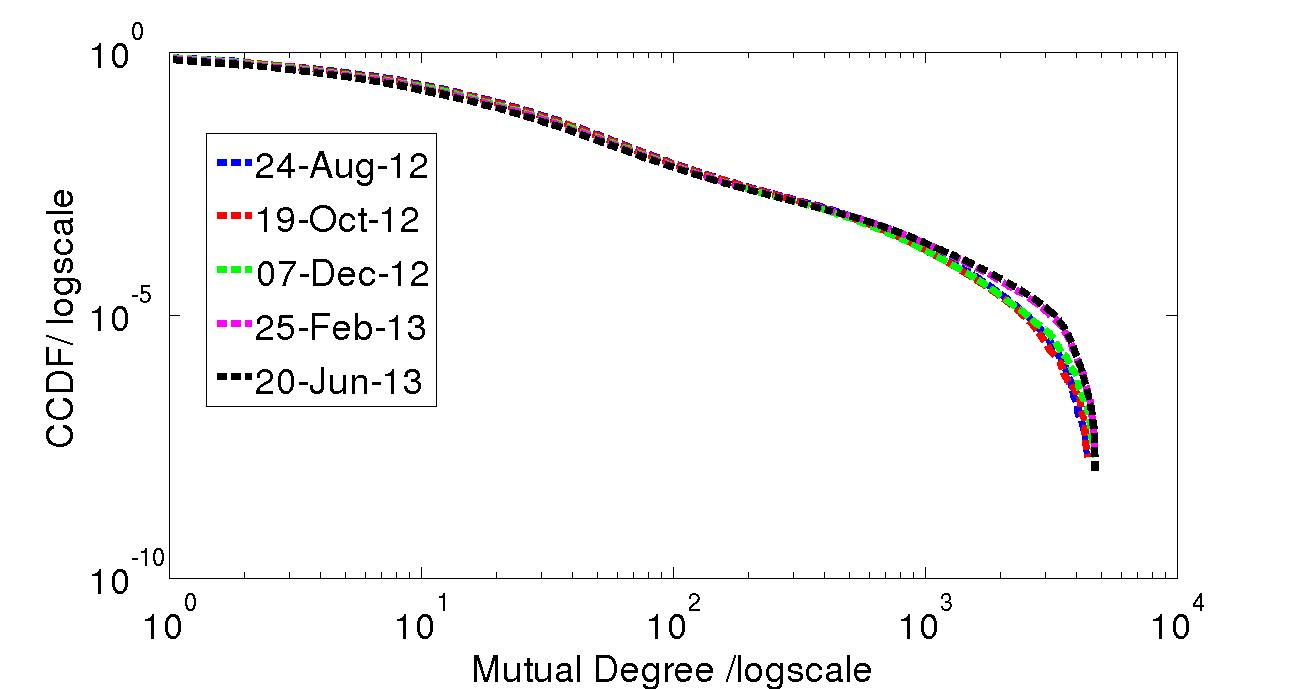 10^0
24-Aug-12
19-Oct-12
07-Dec-12
25-Feb-13
20-Jun-13
CCDF/ logscale
10^-5
10^-10
10^0 10^1 10^2 10^3 10^4
Mutual Degree /logscale